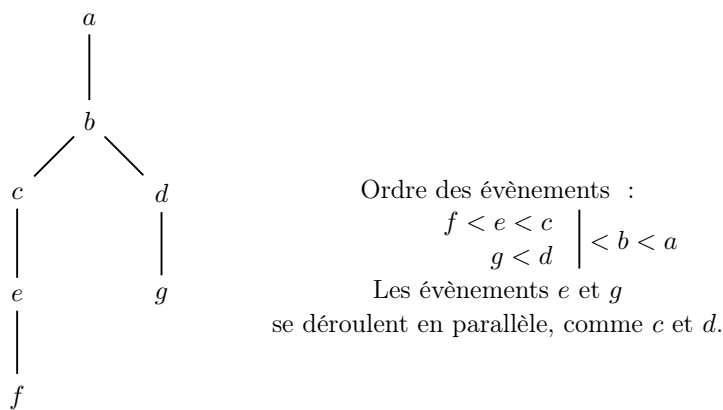 a
b
c d
e g
f
Ordre des évènements :
f < e < c
g < d
< b < a
Les évènements e et g
se déroulent en parallèle, comme c et d.